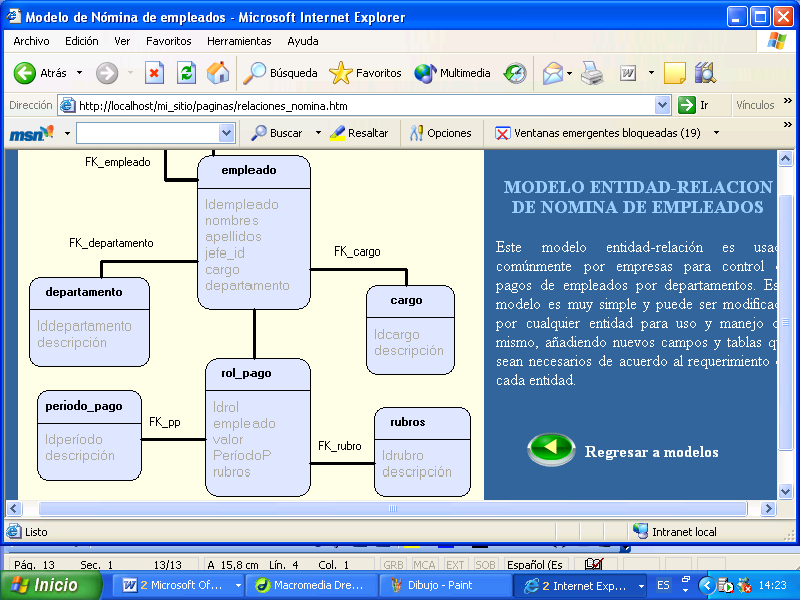 Modelo de Nómina de empleados - Microsoft Internet Explorer
Archivo Edición Ver Favoritos Herramientas Ayuda
Atrás Búsqueda Favoritos Multimedia
Dirección http://localhost/mi_sitio/paginas/relaciones_nomina.htm Ir Vínculos »
msn Buscar Resaltar Opciones Ventanas emergentes bloqueadas (19) »
FK_empleado
empleado
Idempleado
nombres
apellidos
jefe_id
cargo
departamento
FK_departamento
FK_cargo
departamento
Iddepartamento
descripción
cargo
Idcargo
descripción
rol_pago
Idrol
empleado
valor
PeríodoP
rubros
periodo_pago
Idperíodo
descripción
FK_pp
FK_rubro
rubros
Idrubro
descripción
MODELO ENTIDAD-RELACION
DE NOMINA DE EMPLEADOS
Este modelo entidad-relación es usad
comúnmente por empresas para control
pagos de empleados por departamentos. Es
modelo es muy simple y puede ser modificad
por cualquier entidad para uso y manejo
mismo, añadiendo nuevos campos y tablas q
sean necesarios de acuerdo al requerimiento
cada entidad.
Regresar a modelos
Listo Intranet local
Pág. 13 Sec. 1 13/13 A 15,8 cm Lín. 4 Col. 1 GRB MCA EXT SOB Español (Es
Inicio 2 Microsoft Of... Macromedia Dre... Dibujo - Paint 2 Internet Exp... ES 14:23